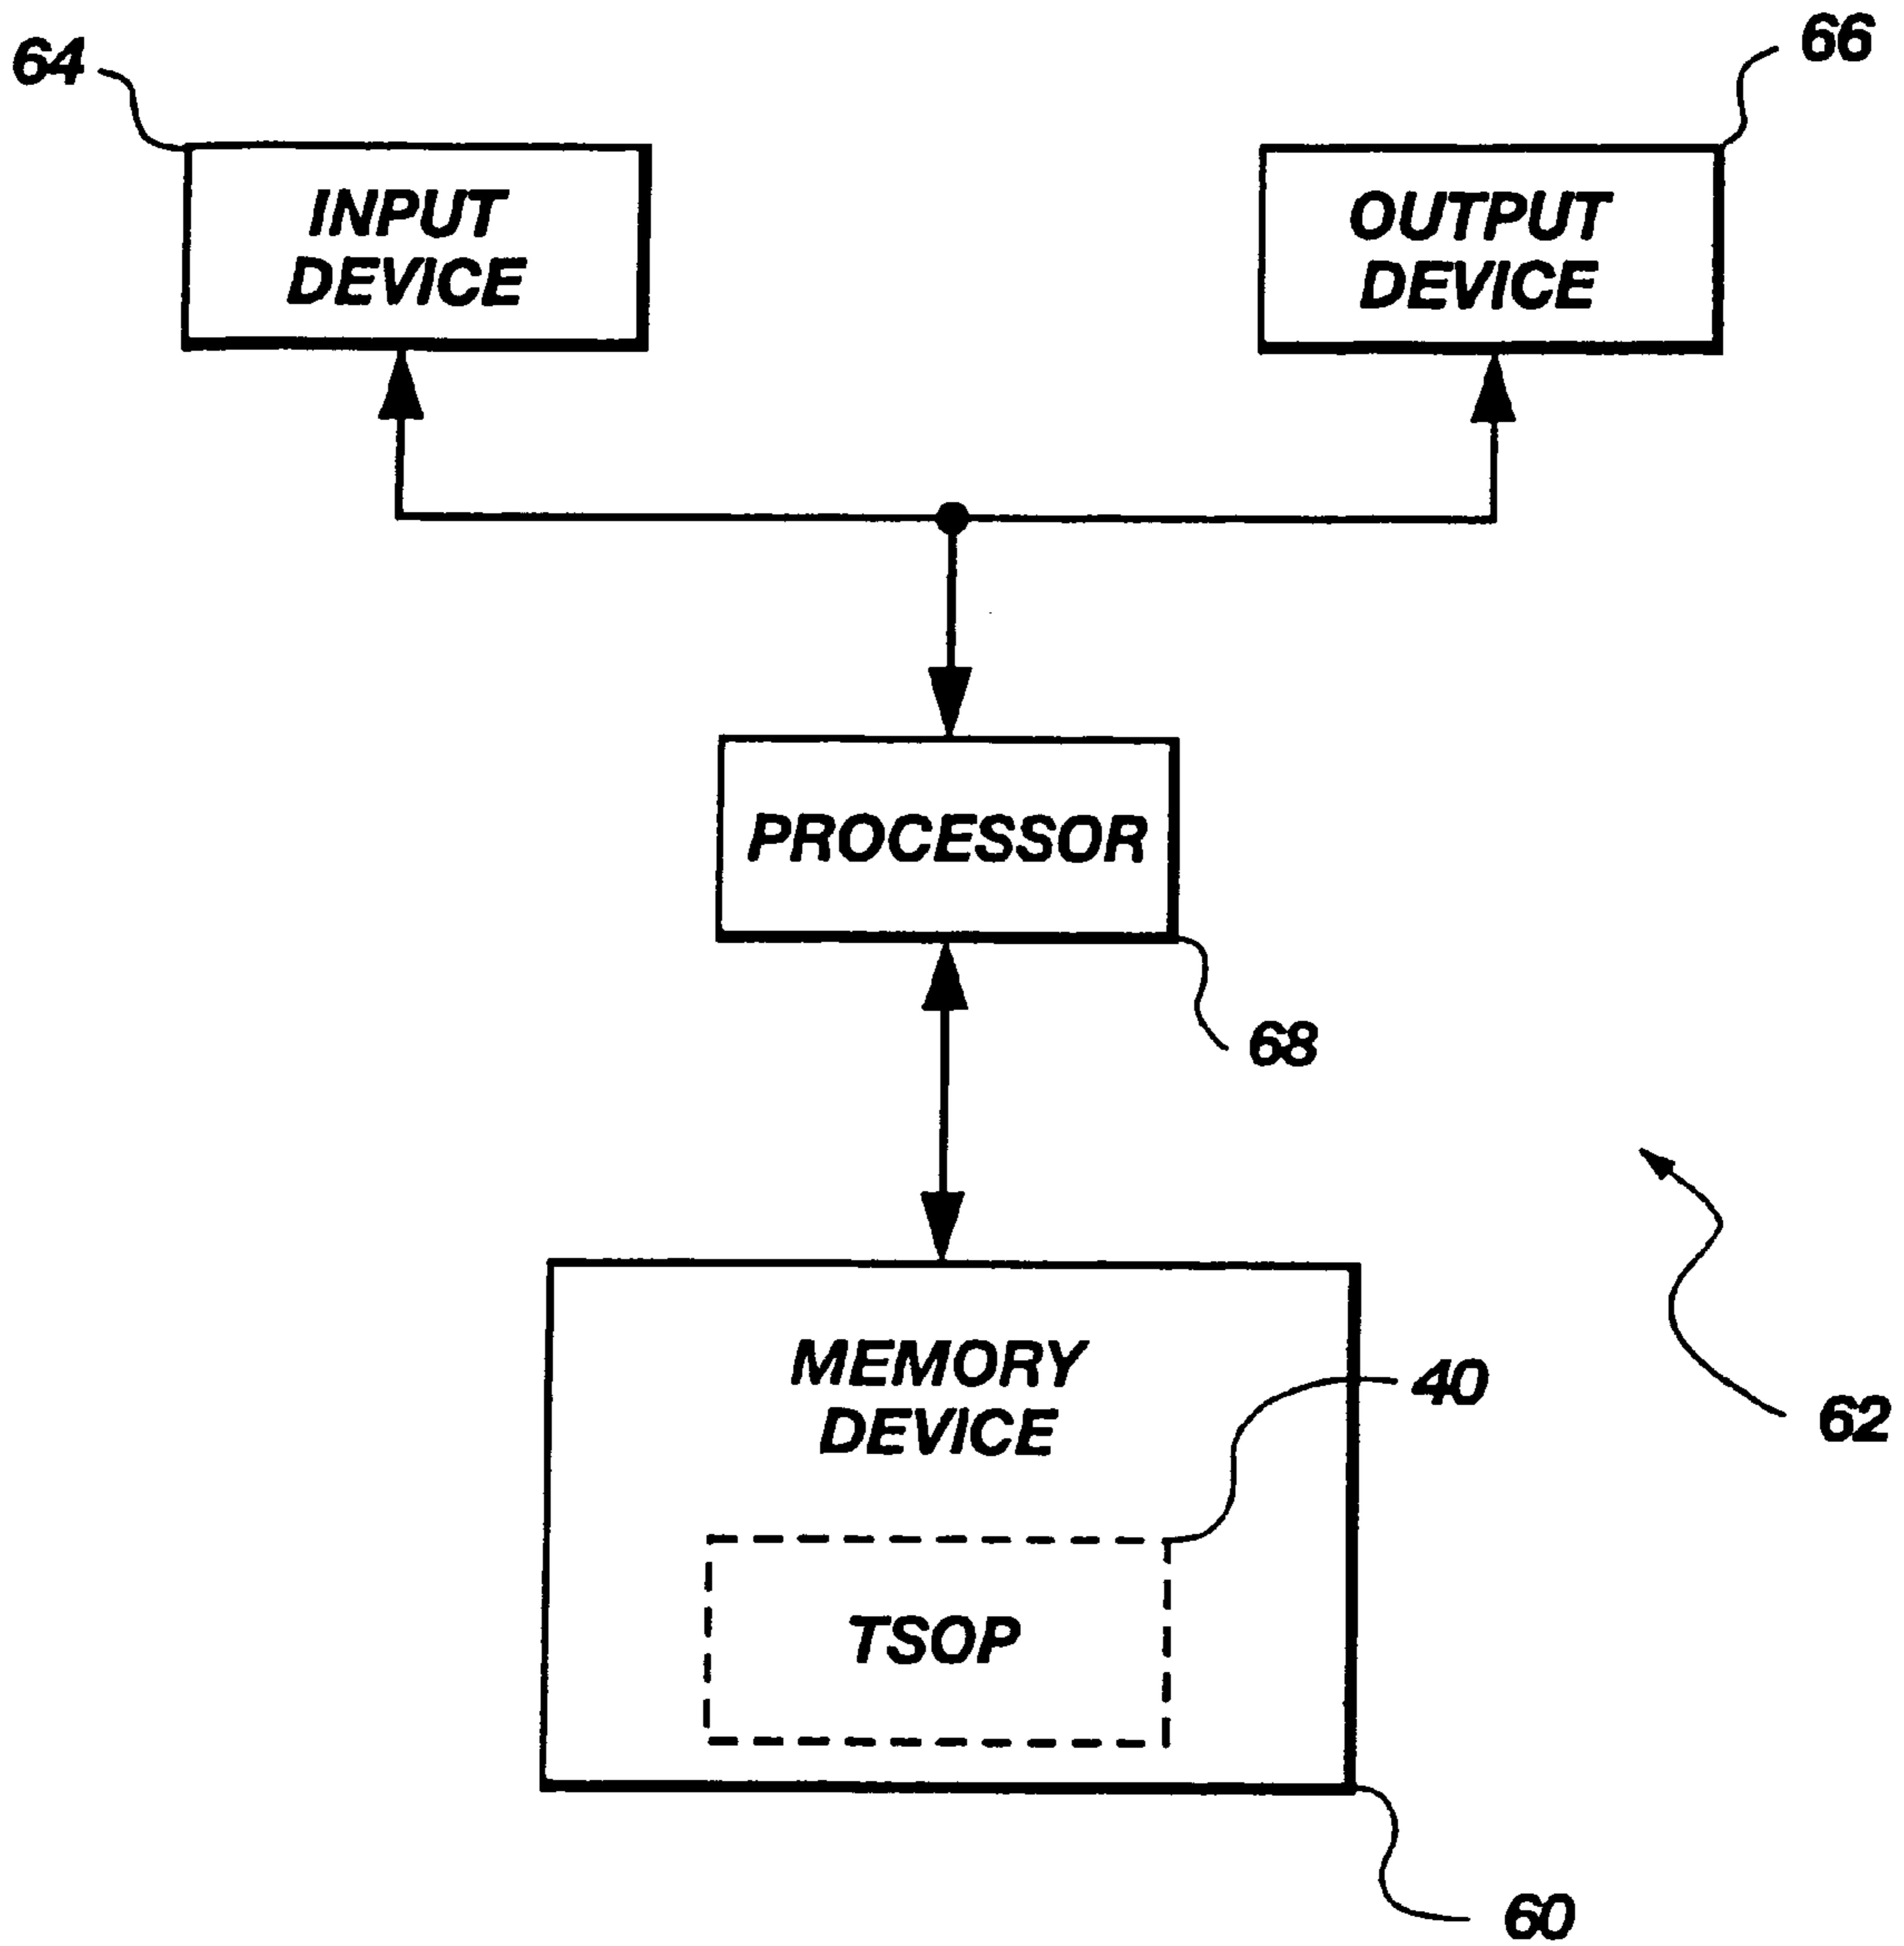 64
66
INPUT
DEVICE
OUTPUT
DEVICE
PROCESSOR
68
MEMORY
DEVICE
40
62
TSOP
60